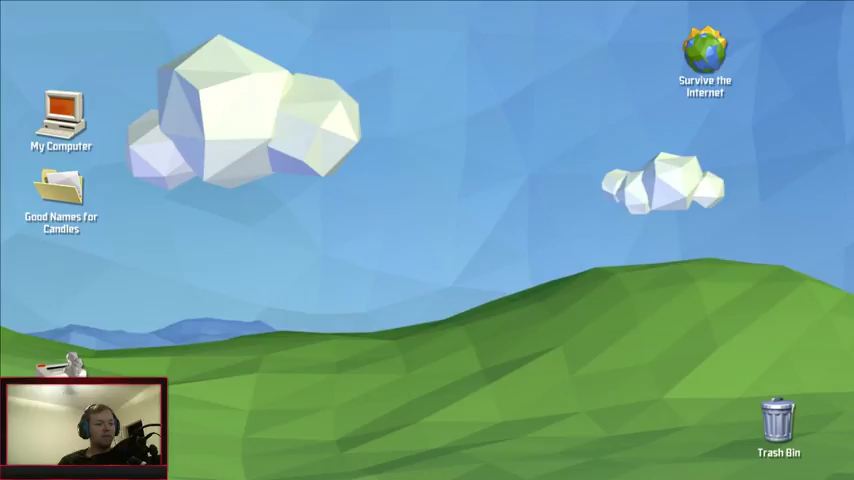 Survive the
Internet
My Computer
Good Names for
Candles
Trash Bin